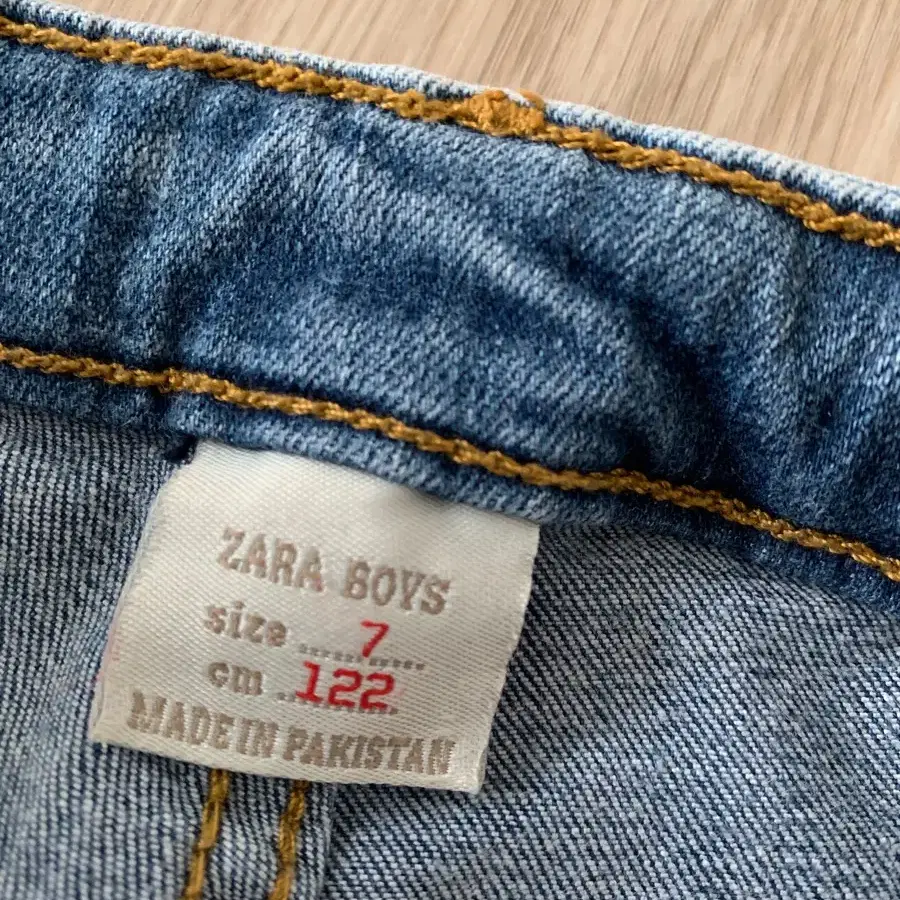 ZARA BOYS
size 7
cm 122
MADE IN PAKISTAN